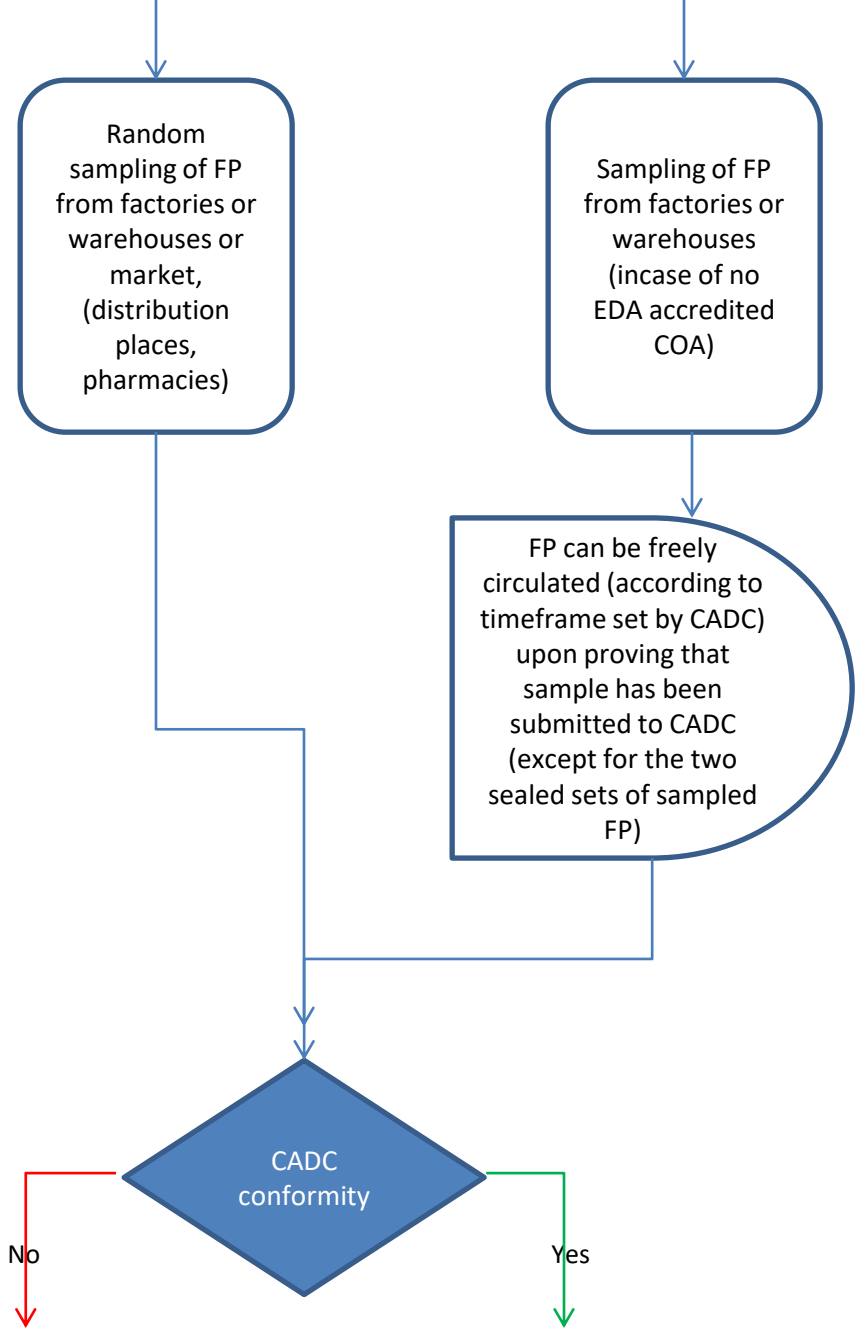 Random
sampling of FP
from factories or
warehouses or
market,
(distribution
places,
pharmacies)
Sampling of FP
from factories or
warehouses
(incase of no
EDA accredited
COA)
FP can be freely
circulated (according to
timeframe set by CADC)
upon proving that
sample has been
submitted to CADC
(except for the two
sealed sets of sampled
FP)
CADC
conformity
No
Yes